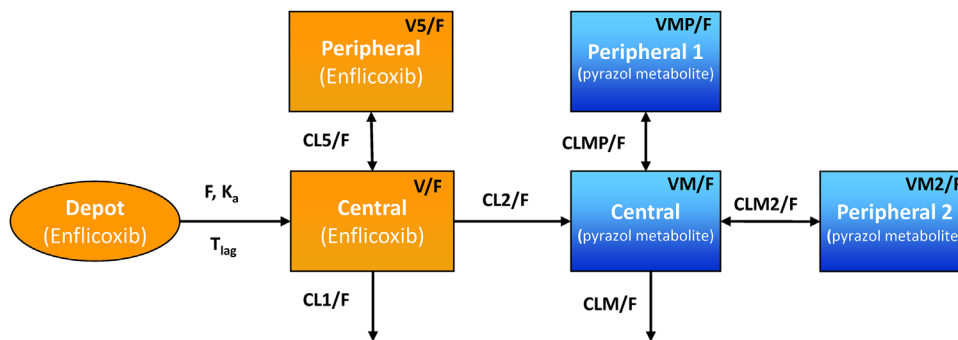 V5/F
Peripheral
(Enflicoxib)
VMP/F
Peripheral 1
(pyrazol metabolite)
CL5/F
CLMP/F
Depot
(Enflicoxib)
F, Ka
Tlag
V/F
Central
(Enflicoxib)
CL2/F
VM/F
Central
(pyrazol metabolite)
CLM2/F
VM2/F
Peripheral 2
(pyrazol metabolite)
CL1/F
CLM/F